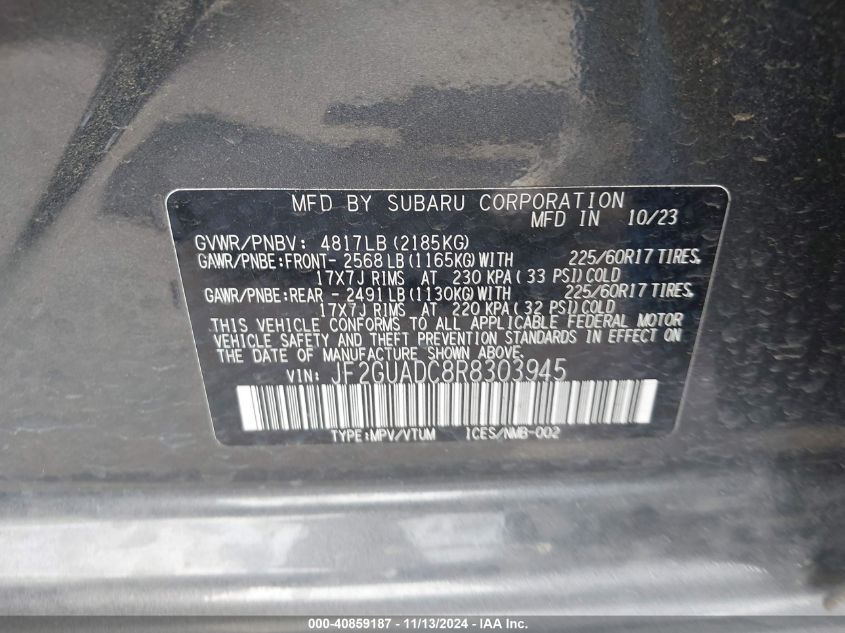 MFD BY SUBARU CORPORATION
MFD IN 10/23
GVWR/PNBV: 4817LB (2185KG)
GAWR/PNBE:FRONT- 2568LB (1165KG) WITH 225/60R17 TIRES,
17X7J RIMS AT 230 KPA ( 33 PSI) COLD
GAWR/PNBE:REAR - 2491LB (1130KG) WITH 225/60R17 TIRES,
17X7J RIMS AT 220 KPA ( 32 PSI) COLD
THIS VEHICLE CONFORMS TO ALL APPLICABLE FEDERAL MOTOR
VEHICLE SAFETY AND THEFT PREVENTION STANDARDS IN EFFECT ON
THE DATE OF MANUFACTURE SHOWN ABOVE.
VIN: JF2GUADC8R8303945
TYPE:MPV/VTUM ICES/NMB-002
000-40859187 - 11/13/2024 - IAA Inc.